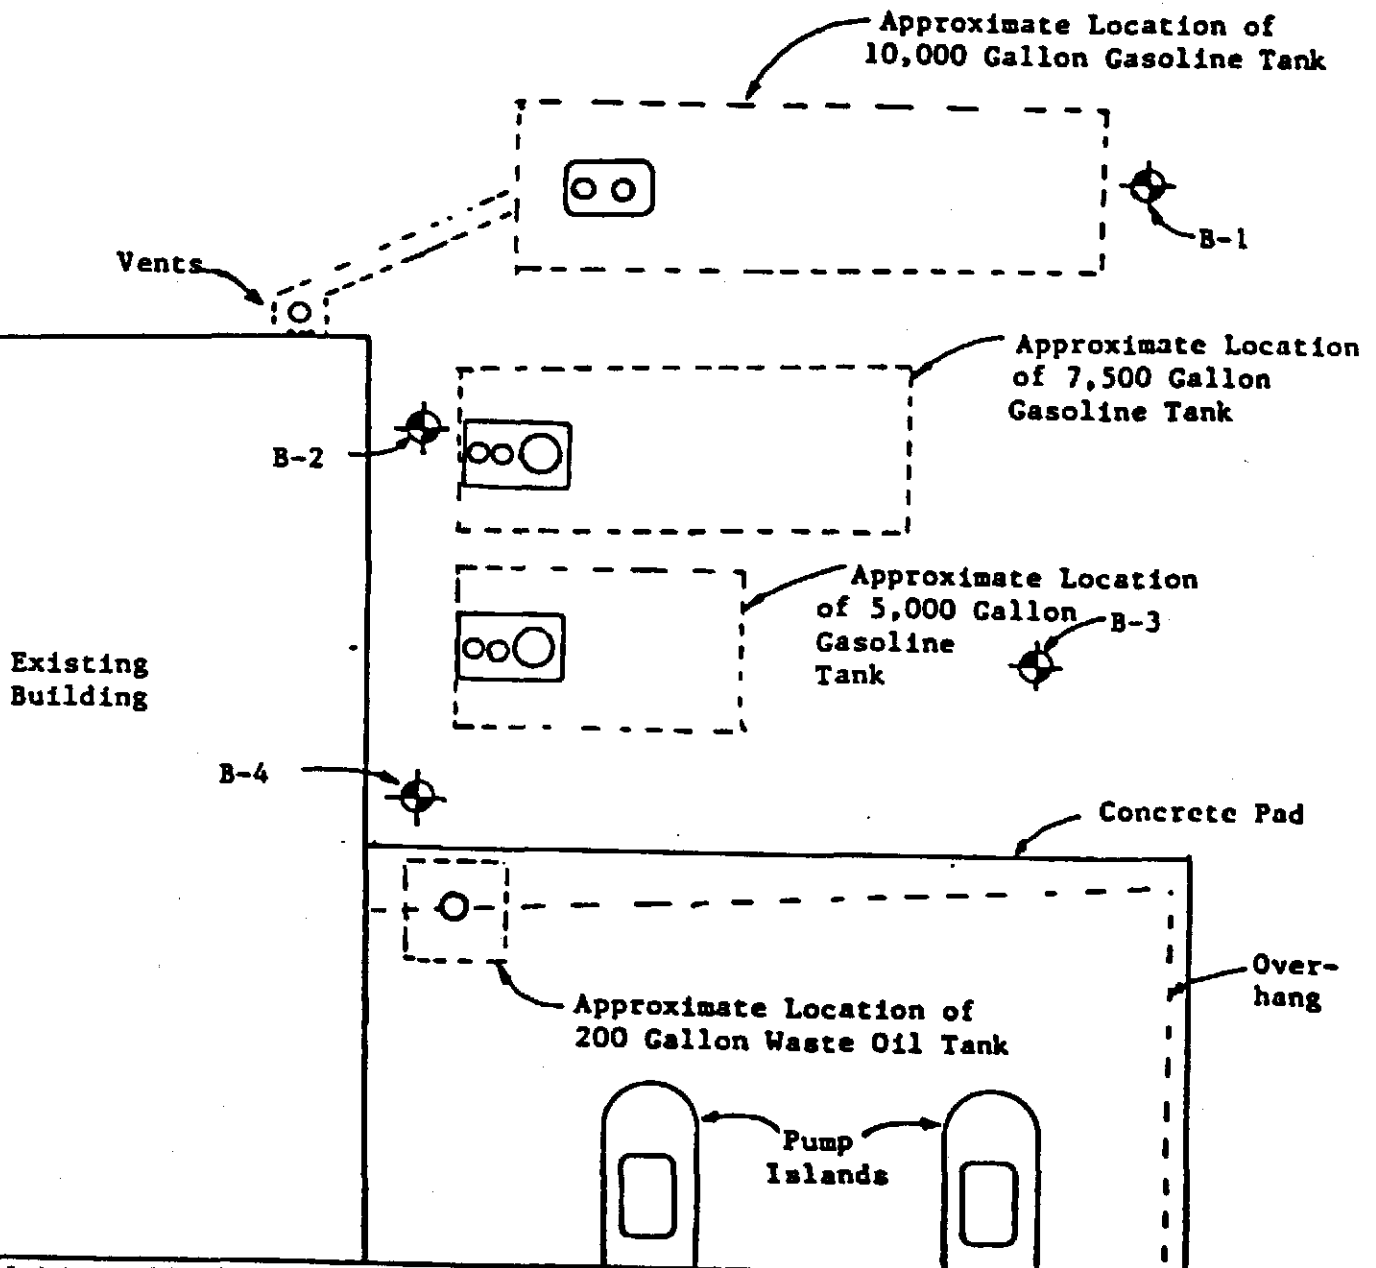 Approximate Location of
10,000 Gallon Gasoline Tank
B-1
Vents
Approximate Location
of 7,500 Gallon
Gasoline Tank
B-2
Approximate Location
of 5,000 Gallon
Gasoline
Tank
B-3
Existing
Building
B-4
Concrete Pad
Over-
hang
Approximate Location of
200 Gallon Waste Oil Tank
Pump
Islands